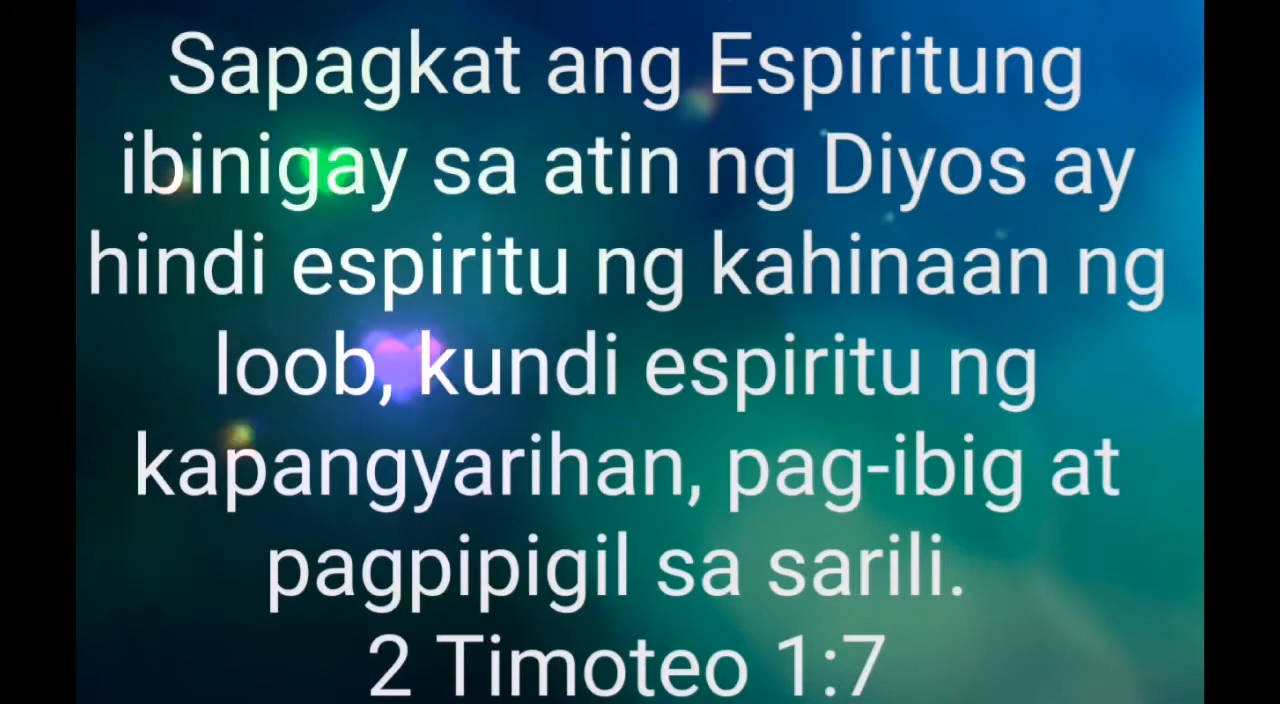 Sapagkat ang Espiritung
ibinigay sa atin ng Diyos ay
hindi espiritu ng kahinaan ng
loob, kundi espiritu ng
kapangyarihan, pag-ibig at
pagpipigil sa sarili.
2 Timoteo 1:7